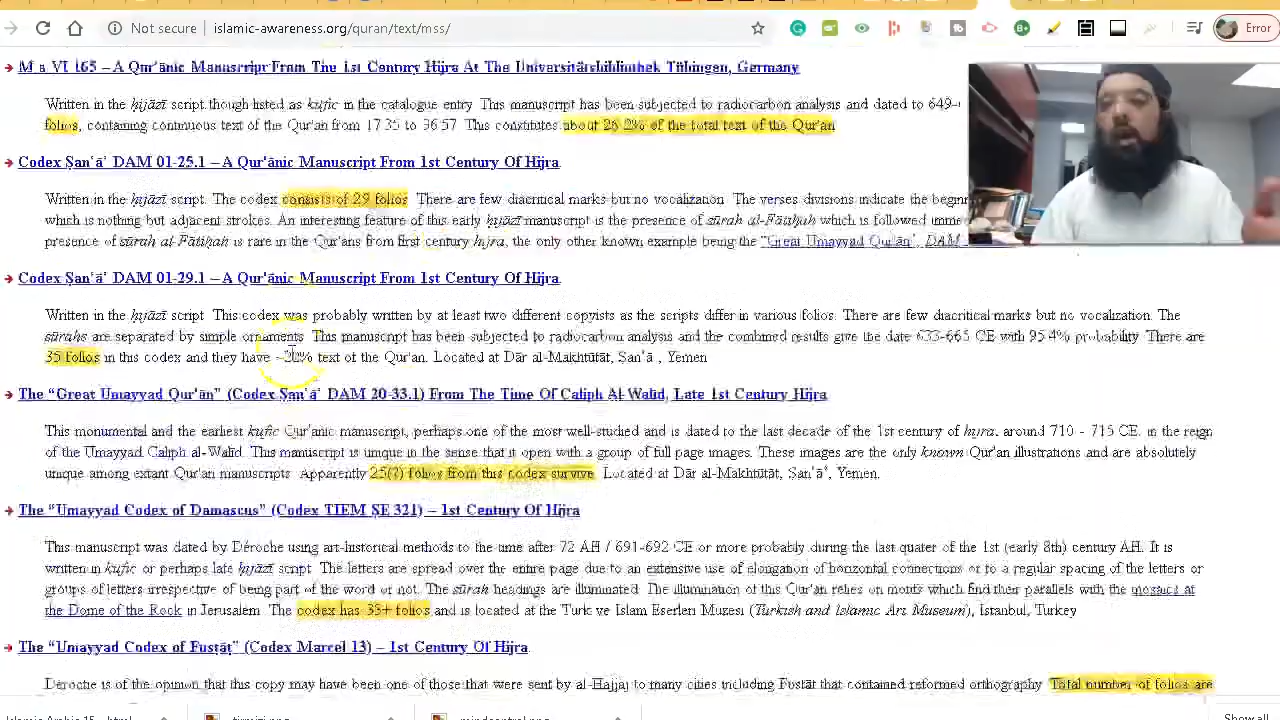 Not secure
islamic-awareness.org/quran/text/mss/
Error
M a VI 165 – A Qur'ānic Manuscript From The 1st Century Hijra At The Universitätsbibliothek Tübingen, Germany
Written in the ḥijāzī script though listed as kufic in the catalogue entry This manuscript has been subjected to radiocarbon analysis and dated to 649-
folios, containing continuous text of the Qur'an from 17:35 to 36:57 This constitutes about 26.2% of the total text of the Qur'an
Codex Ṣanʿāʾ DAM 01-25.1 – A Qur'ānic Manuscript From 1st Century Of Hijra.
Written in the ḥijāzī script. The codex consists of 29 folios. There are few diacritical marks but no vocalization. The verses divisions indicate the
which is nothing but adjacent strokes. An interesting feature of this early ḥijāzī manuscript is the presence of sūrah al-Fātiḥah which is followed
presence of sūrah al-Fātiḥah is rare in the Qur'ans from first century hijra, the only other known example being the "Great Umayyad Qur'ān", DAM
Codex Ṣanʿāʾ DAM 01-29.1 – A Qur'ānic Manuscript From 1st Century Of Hijra.
Written in the ḥijāzī script. This codex was probably written by at least two different copyists as the scripts differ in various folios. There are few diacritical marks but no vocalization. The
sūrahs are separated by simple ornaments. This manuscript has been subjected to radiocarbon analysis and the combined results give the date 633-665 CE with 95.4% probability. There are
35 folios in this codex and they have text of the Qur'an. Located at Dār al-Makhṭūṭāt, Ṣanʿāʾ, Yemen
The "Great Umayyad Qur'ān" (Codex Ṣanʿāʾ DAM 20-33.1) From The Time Of Caliph Al-Walid, Late 1st Century Hijra
This monumental and the earliest kufic Qur'anic manuscript, perhaps one of the most well-studied and is dated to the last decade of the 1st century of hijra, around 710 - 715 CE, in the reign
of the Umayyad Caliph al-Walid. This manuscript is unique in the sense that it open with a group of full page images. These images are the only known Qur'an illustrations and are absolutely
unique among extant Qur'an manuscripts. Apparently 25(?) folios from this codex survive. Located at Dār al-Makhṭūṭāt, Ṣanʿāʾ, Yemen.
The "Umayyad Codex of Damascus" (Codex TIEM ŞE 321) – 1st Century Of Hijra
This manuscript was dated by Déroche using art-historical methods to the time after 72 AH / 691-692 CE or more probably during the last quater of the 1st (early 8th) century AH. It is
written in kufic or perhaps late ḥijāzī script. The letters are spread over the entire page due to an extensive use of elongation of horizontal connections or to a regular spacing of the letters or
groups of letters irrespective of being part of the word or not. The sūrah headings are illuminated. The illumination of this Qur'an relies on motifs which find their parallels with the mosaics at
the Dome of the Rock in Jerusalem. The codex has 35+ folios and is located at the Turk ve Islam Eserleri Muzesi (Turkish and Islamic Art Museum), Istanbul, Turkey
The "Umayyad Codex of Fusṭāṭ" (Codex Marcel 13) – 1st Century Of Hijra.
Déroche is of the opinion that this copy may have been one of those that were sent by al-Hajjaj to many cities including Fustāt that contained reformed orthography. Total number of folios are
Show